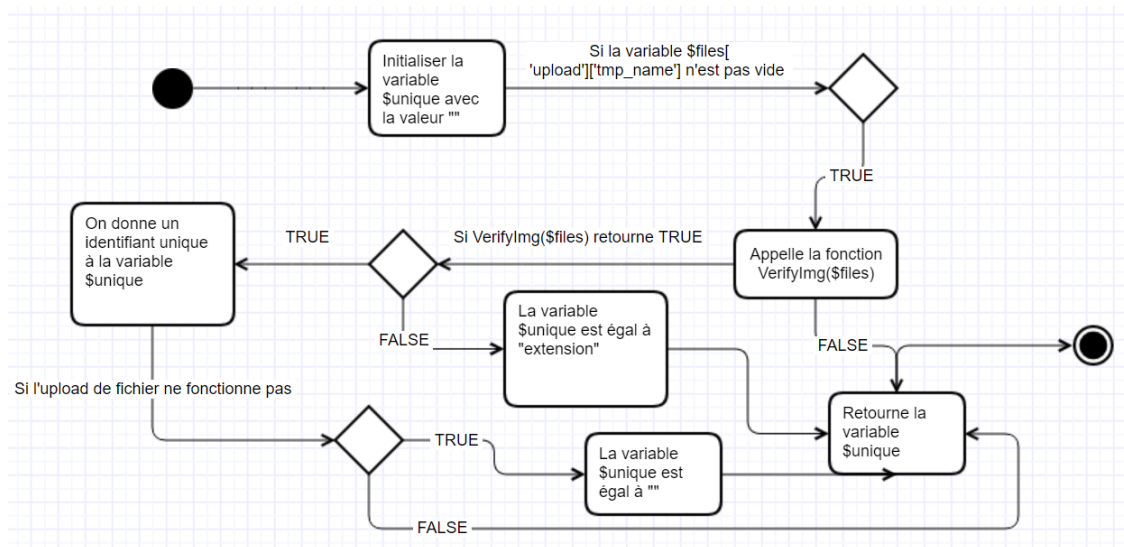 Initialiser la
variable
$unique avec
la valeur ""
Si la variable $files[
'upload']['tmp_name'] n'est pas vide
TRUE
On donne un
identifiant unique
à la variable
$unique
TRUE
Si VerifyImg($files) retourne TRUE
Appelle la fonction
VerifyImg($files)
La variable
$unique est égal à
"extension"
FALSE
FALSE
Si l'upload de fichier ne fonctionne pas
Retourne la
variable
$unique
TRUE
La variable
$unique est
égal à ""
FALSE